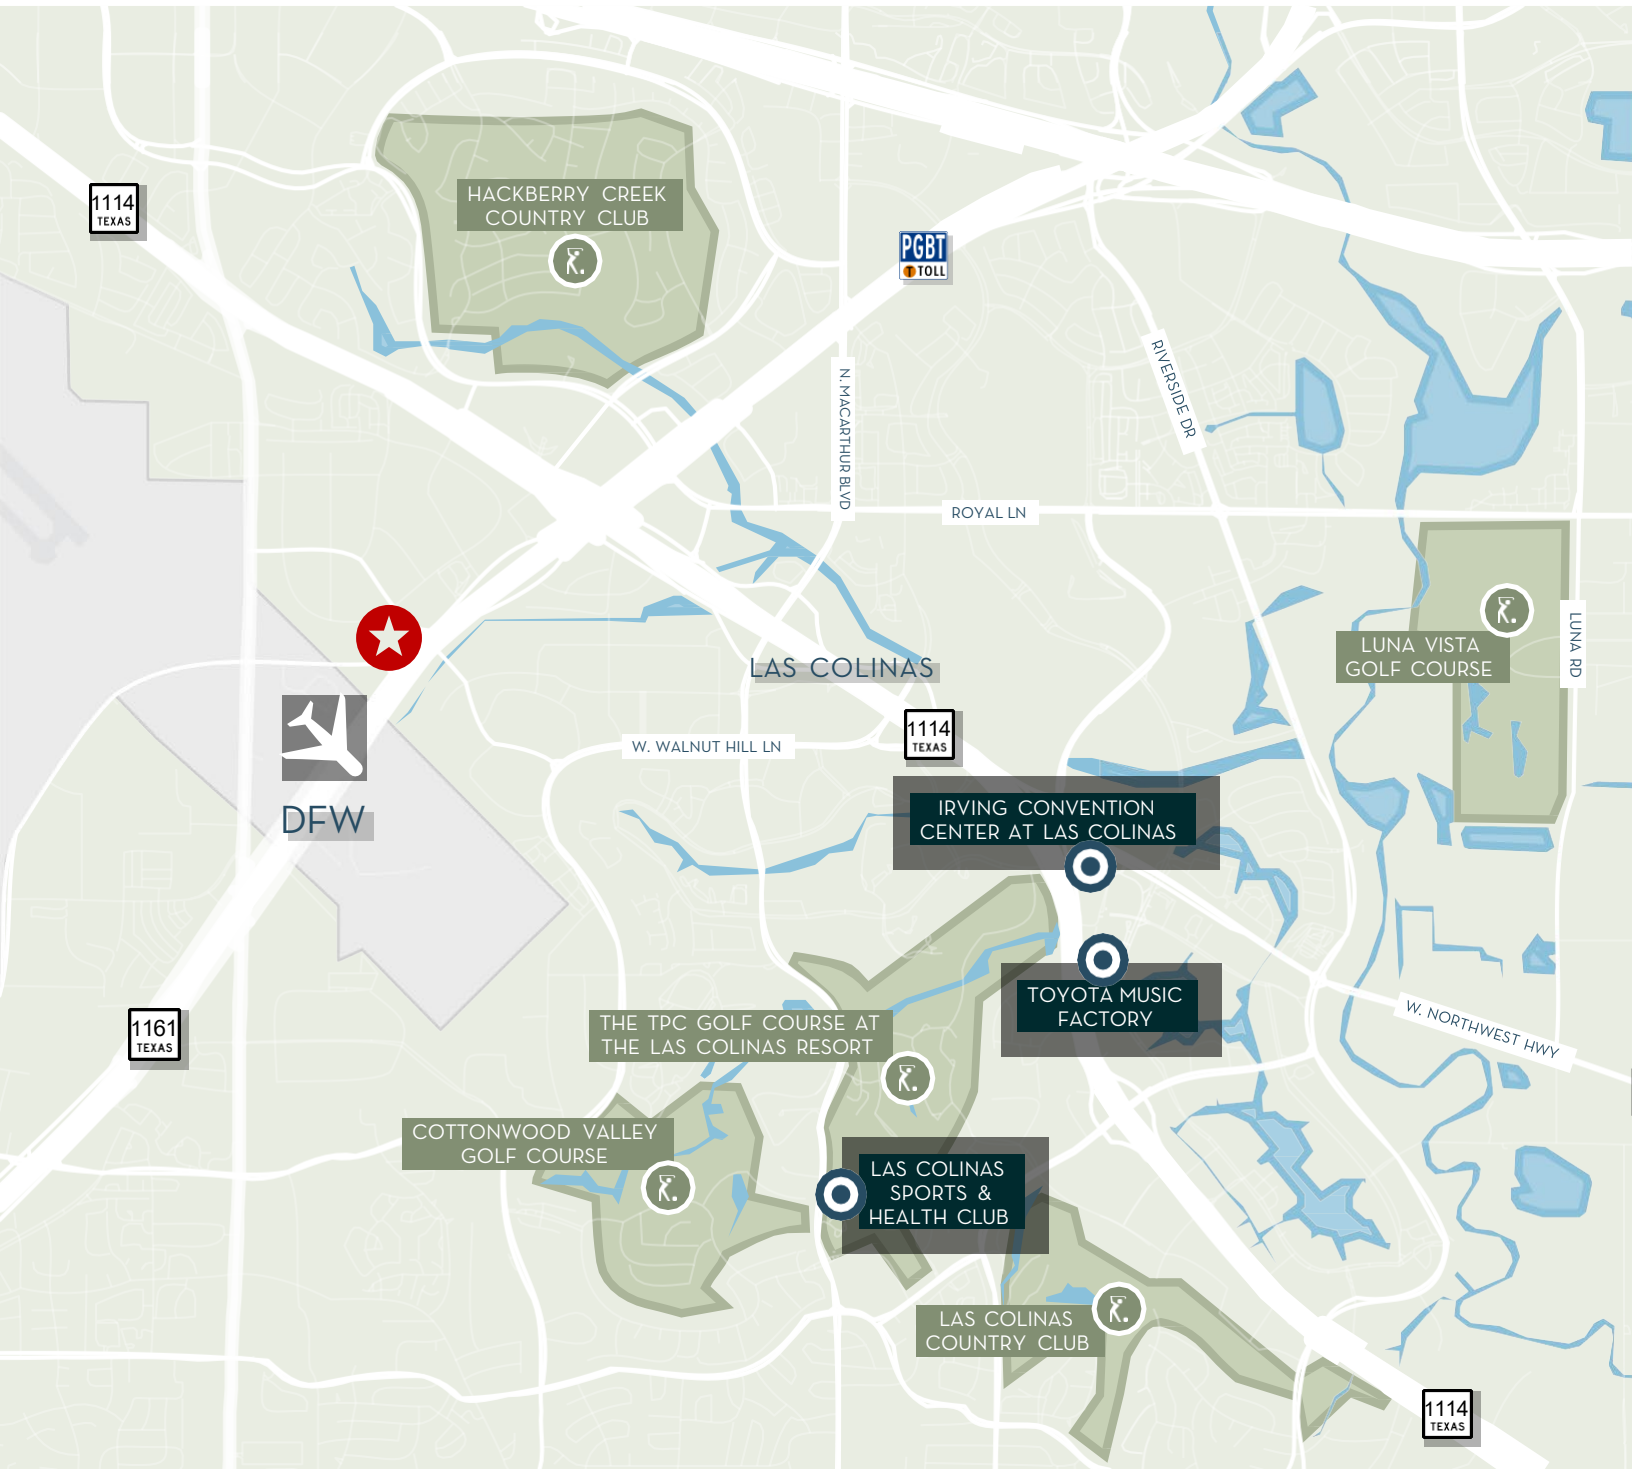 1114
TEXAS
HACKBERRY CREEK
COUNTRY CLUB
PGBT
T TOLL
RIVERSIDE DR
N. MACARTHUR BLVD
ROYAL LN
LUNA VISTA
GOLF COURSE
LUNA RD
LAS COLINAS
1114
TEXAS
W. WALNUT HILL LN
DFW
IRVING CONVENTION
CENTER AT LAS COLINAS
TOYOTA MUSIC
FACTORY
W. NORTHWEST HWY
1161
TEXAS
THE TPC GOLF COURSE AT
THE LAS COLINAS RESORT
COTTONWOOD VALLEY
GOLF COURSE
LAS COLINAS
SPORTS &
HEALTH CLUB
LAS COLINAS
COUNTRY CLUB
1114
TEXAS